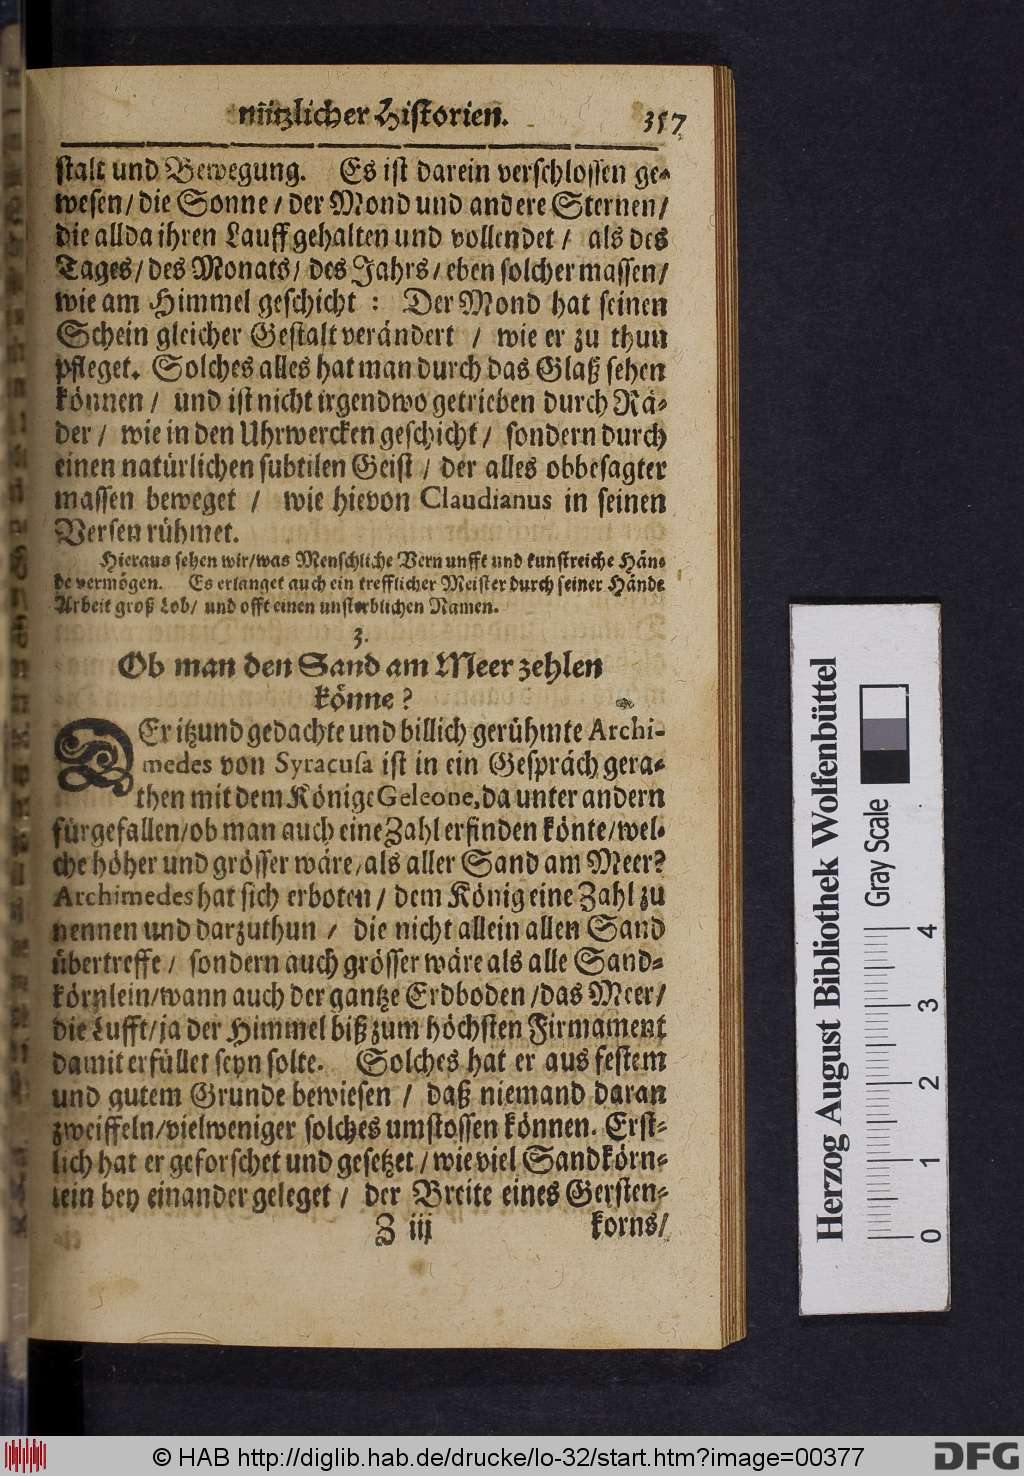 nützlicher Historien. 357
stalt und Bewegung. Es ist darein verschlossen ge-
wesen/ die Sonne/ der Mond und andere Sternen/
die allda ihren Lauff gehalten und vollendet/ als des
Tages/ des Monats/ des Jahrs/ eben solcher massen/
wie am Himmel geschicht: Der Mond hat seinen
Schein gleicher Gestalt verändert / wie er zu thun
pfleget. Solches alles hat man durch das Glaß sehen
können/ und ist nicht irgendwo getrieben durch Rä-
der/ wie in den Uhrwercken geschicht/ sondern durch
einen natürlichen subtilen Geist/ der alles obbesagter
massen beweget/ wie hievon Claudianus in seinen
Versen rühmet.
Hieraus sehen wir/ was Menschliche Vernunfft und kunstreiche Hän-
de vermögen. Es erlanget auch ein trefflicher Meister durch seiner Hände
Arbeit groß Lob/ und offt einen unsterblichen Namen.
3.
Ob man den Sand am Meer zehlen
könne?
DEr itzund gedachte und billich gerühmte Archi-
medes von Syracusa ist in ein Gespräch gera-
then mit dem Könige Geleone, da unter andern
fürgefallen/ ob man auch eine Zahl erfinden könte/ wel-
che höher und grösser wäre/ als aller Sand am Meer?
Archimedes hat sich erboten/ dem König eine Zahl zu
nennen und darzuthun/ die nicht allein allen Sand
übertreffe/ sondern auch grösser wäre als alle Sand-
körnlein/ wann auch der gantze Erdboden/ das Meer/
die Lufft/ ja der Himmel biß zum höchsten Firmament
damit erfüllet seyn solte. Solches hat er aus festem
und gutem Grunde bewiesen/ daß niemand daran
zweiffeln/ vielweniger solches umstossen können. Erst-
lich hat er geforschet und gesetzet/ wie viel Sandkörn-
lein bey einander geleget/ der Breite eines Gersten-
Z iij korns/
Herzog August Bibliothek Wolfenbüttel
Gray Scale
0 1 2 3 4
© HAB http://diglib.hab.de/drucke/lo-32/start.htm?image=00377
DFG